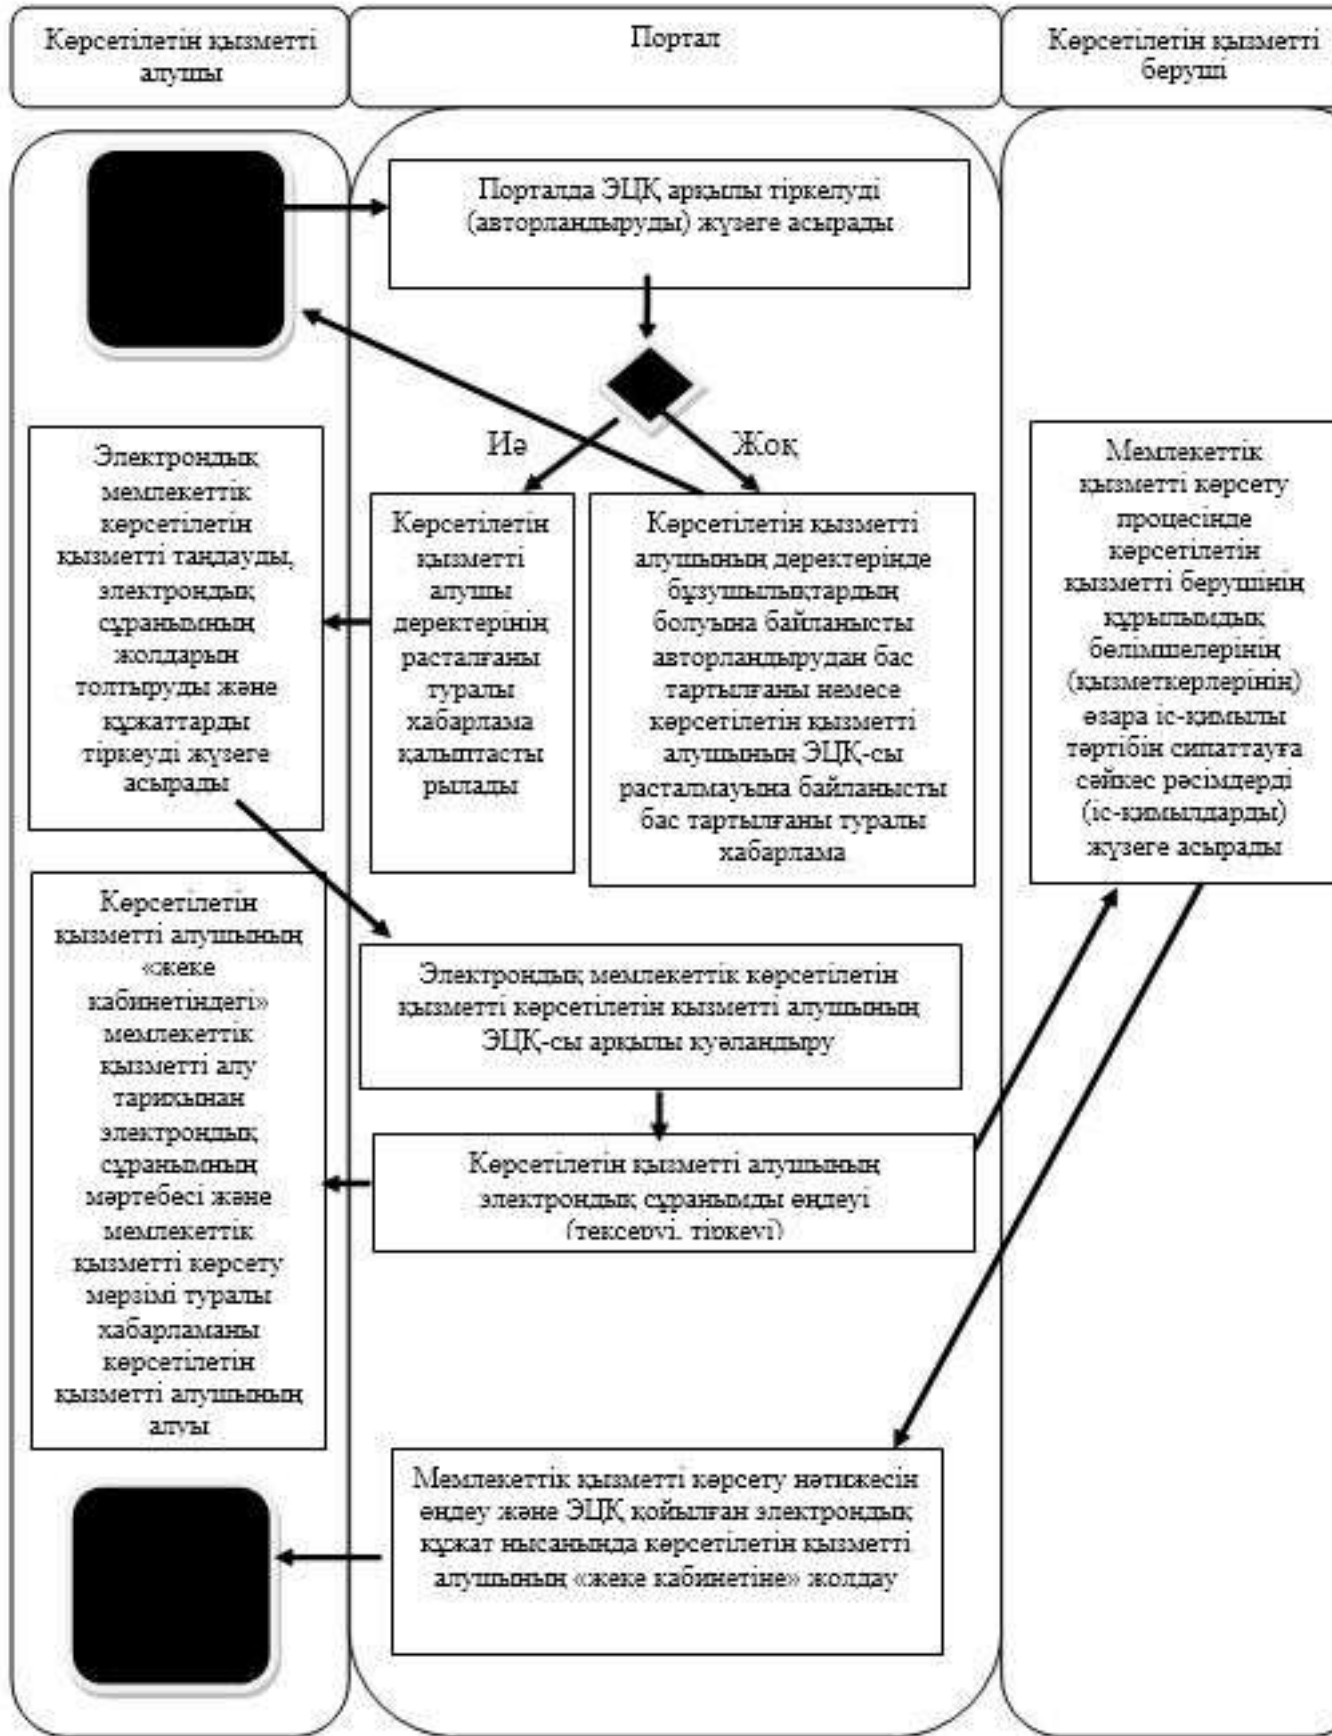 Көрсетілетін қызметті
алушы
Портал
Көрсетілетін қызметті
беруші
Порталда ЭЦҚ арқылы тіркелуді
(авторландыруды) жүзеге асырады
Иә
Жоқ
Электрондық
мемлекеттік
көрсетілетін
қызметті таңдауды,
электрондық
сұранымның
жолдарын
толтыруды және
құжаттарды
тіркеуді жүзеге
асырады
Көрсетілетін
қызметті
алушы
деректерінің
расталғаны
туралы
хабарлама
қалыптасты
рылады
Көрсетілетін қызметті
алушының деректерінде
бұзушылықтардың
болуына байланысты
авторландырудан бас
тартылғаны немесе
көрсетілетін қызметті
алушының ЭЦҚ-сы
расталмауына байланысты
бас тартылғаны туралы
хабарлама
Мемлекеттік
қызметті көрсету
процесінде
көрсетілетін
қызметті берушінің
құрылымдық
бөлімшелерінің
(қызметкерлерінің)
өзара іс-қимылы
тәртібін сипаттауға
сәйкес рәсімдерді
(іс-қимылдарды)
жүзеге асырады
Көрсетілетін
қызметті алушының
«жеке
кабинетіндегі»
мемлекеттік
қызметті алу
тарихынан
электрондық
сұранымның
мәртебесі және
мемлекеттік
қызметті көрсету
мерзімі туралы
хабарламаны
көрсетілетін
қызметті алушының
алуы
Электрондық мемлекеттік көрсетілетін
қызметті көрсетілетін қызметті алушының
ЭЦҚ-сы арқылы куәландыру
Көрсетілетін қызметті алушының
электрондық сұранымды өңдеуі
(тексеруі, тіркеуі)
Мемлекеттік қызметті көрсету нәтижесін
өңдеу және ЭЦҚ қойылған электрондық
құжат нысанында көрсетілетін қызметті
алушының «жеке кабинетіне» жолдау